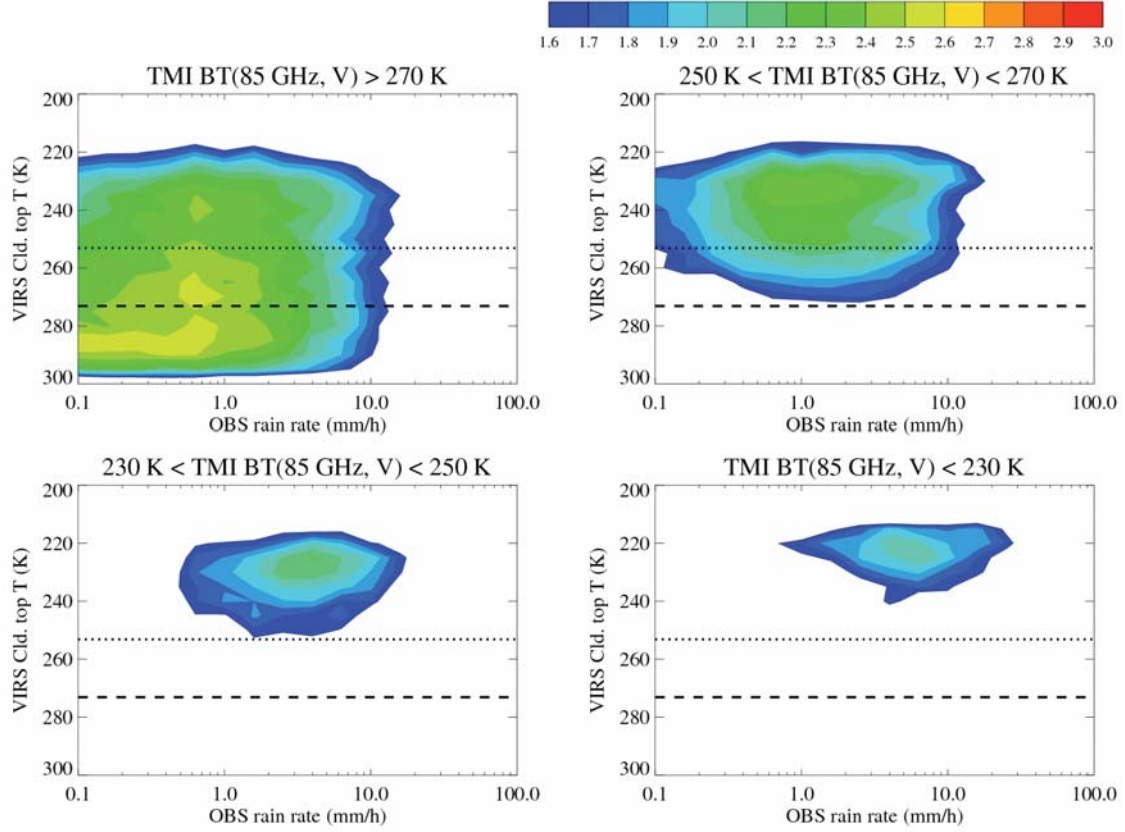 1.6 1.7 1.8 1.9 2.0 2.1 2.2 2.3 2.4 2.5 2.6 2.7 2.8 2.9 3.0
TMI BT(85 GHz, V) > 270 K
200
220
240
260
280
300
VIRS Cld. top T (K)
0.1 1.0 10.0 100.0
OBS rain rate (mm/h)
250 K < TMI BT(85 GHz, V) < 270 K
200
220
240
260
280
300
VIRS Cld. top T (K)
0.1 1.0 10.0 100.0
OBS rain rate (mm/h)
230 K < TMI BT(85 GHz, V) < 250 K
200
220
240
260
280
300
VIRS Cld. top T (K)
0.1 1.0 10.0 100.0
OBS rain rate (mm/h)
TMI BT(85 GHz, V) < 230 K
200
220
240
260
280
300
VIRS Cld. top T (K)
0.1 1.0 10.0 100.0
OBS rain rate (mm/h)